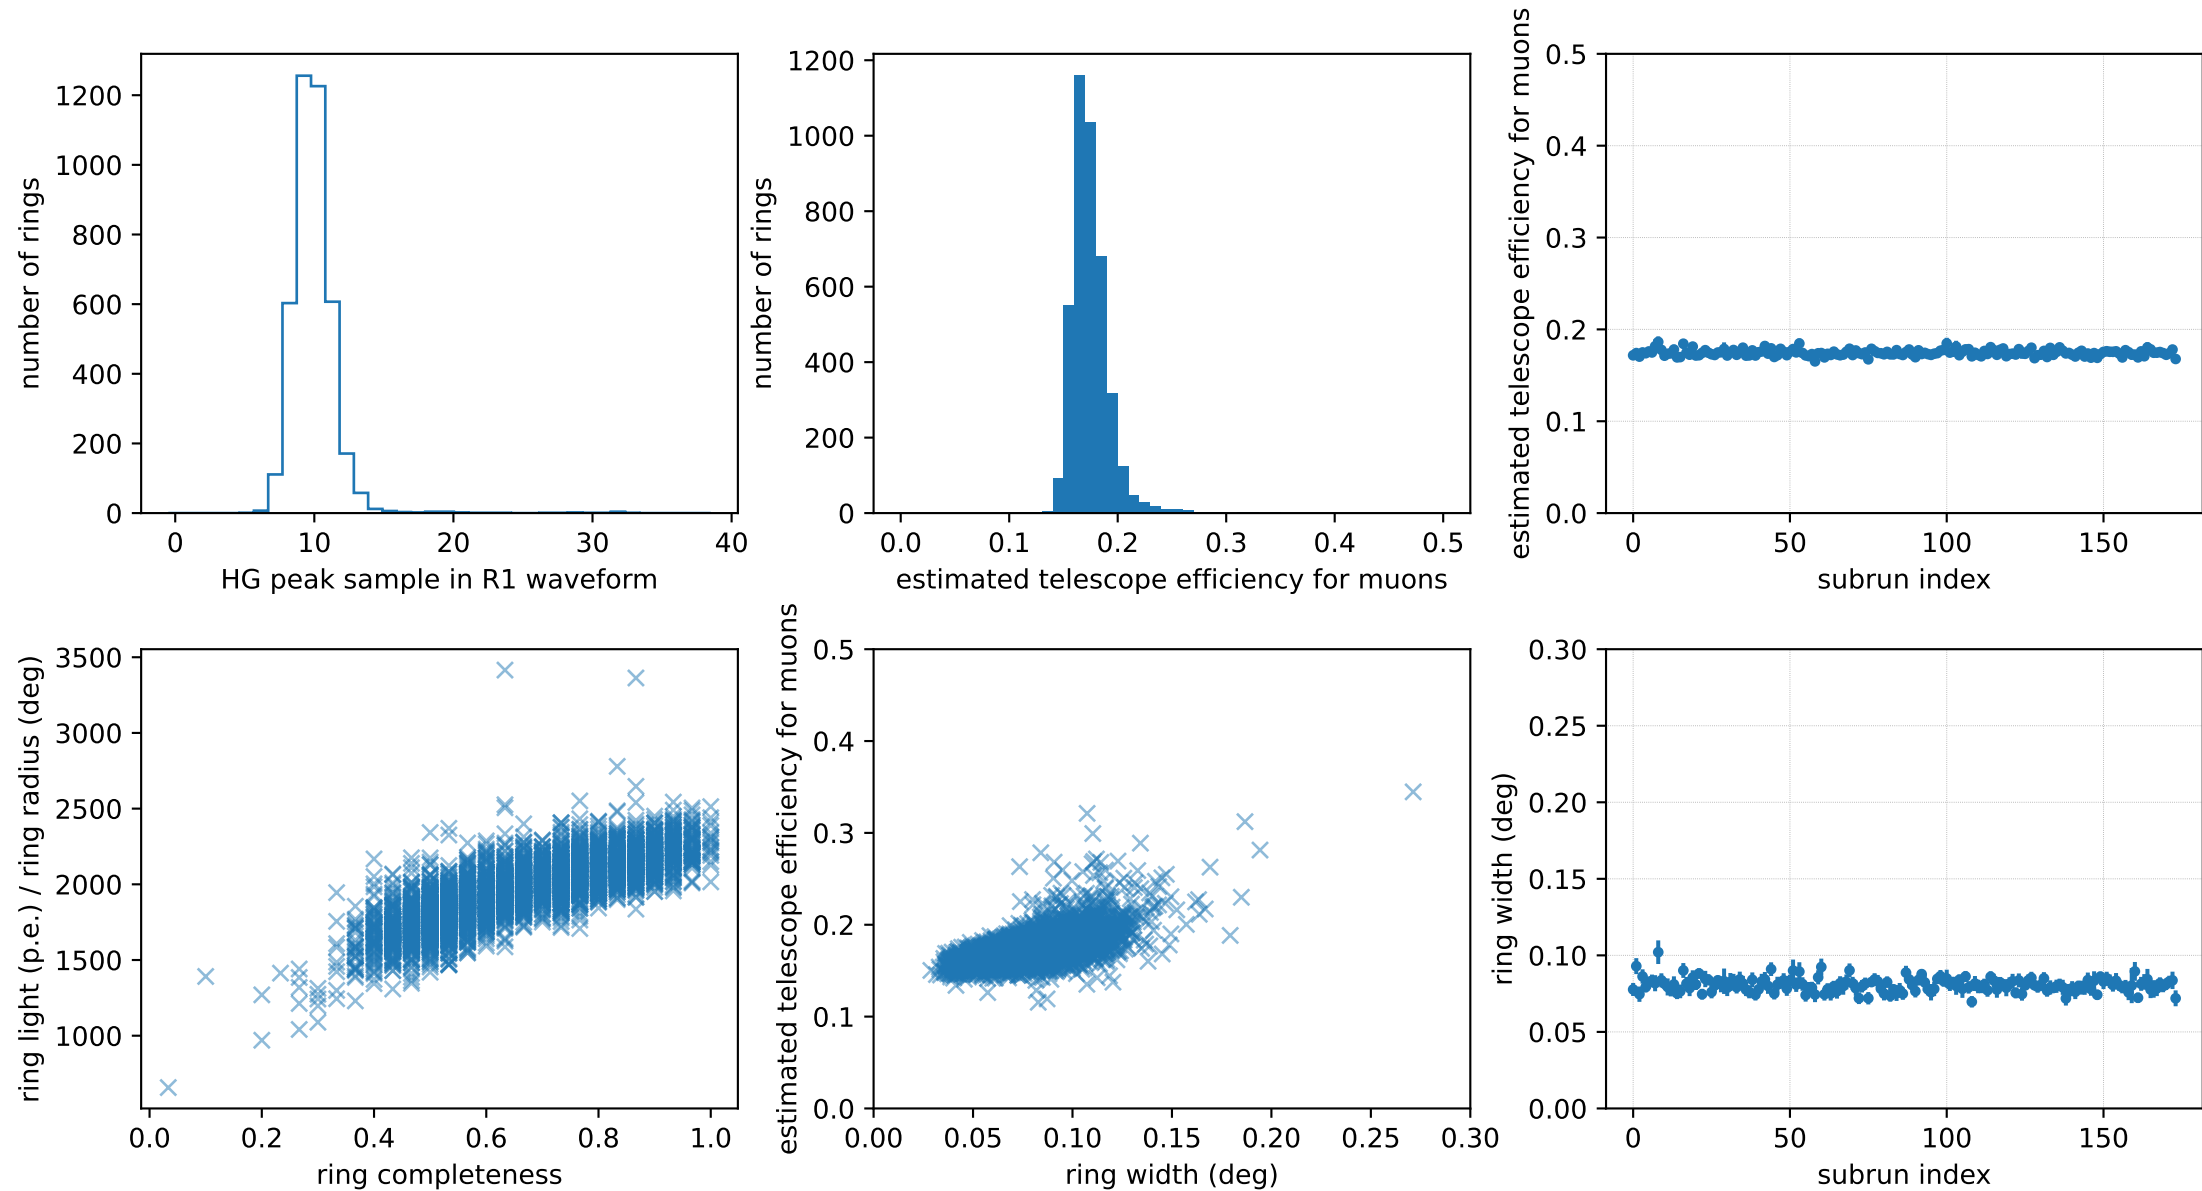 number of rings
1200
1000
800
600
400
200
0
0 10 20 30 40
HG peak sample in R1 waveform
number of rings
1200
1000
800
600
400
200
0
0.0 0.1 0.2 0.3 0.4 0.5
estimated telescope efficiency for muons
estimated telescope efficiency for muons
0.5
0.4
0.3
0.2
0.1
0.0
0 50 100 150
subrun index
ring light (p.e.) / ring radius (deg)
3500
3000
2500
2000
1500
1000
0.0 0.2 0.4 0.6 0.8 1.0
ring completeness
estimated telescope efficiency for muons
0.5
0.4
0.3
0.2
0.1
0.0
0.00 0.05 0.10 0.15 0.20 0.25 0.30
ring width (deg)
ring width (deg)
0.30
0.25
0.20
0.15
0.10
0.05
0.00
0 50 100 150
subrun index